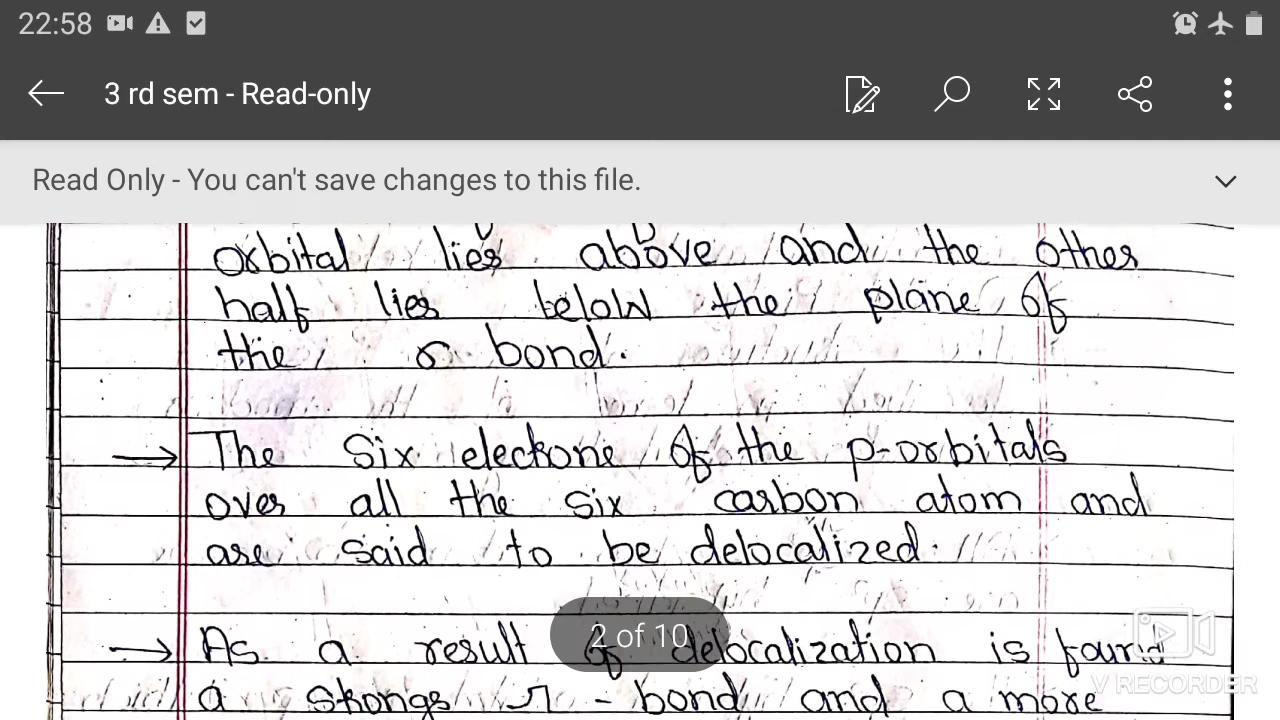 22:58
3 rd sem - Read-only
Read Only - You can't save changes to this file.
orbital lies above and the other
half lies below the plane of
the σ bond.
→ The six elections of the p-orbitals
over all the six carbon atom and
are said to be delocalized.
2 of 10
→ As a result of delocalization is found
a strong π - bond and a more
V RECORDER